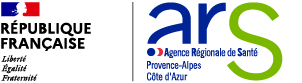 RÉPUBLIQUE
FRANÇAISE
Liberté
Égalité
Fraternité
ars
Agence Régionale de Santé
Provence-Alpes
Côte d'Azur